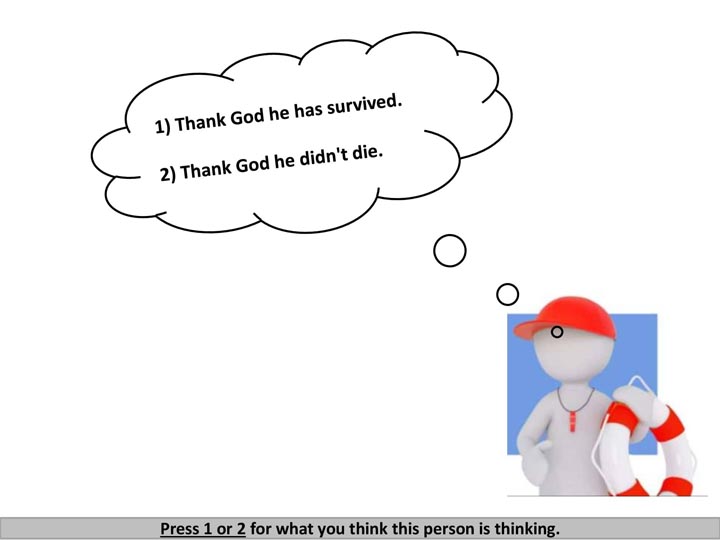 1) Thank God he has survived.
2) Thank God he didn't die.
Press 1 or 2 for what you think this person is thinking.